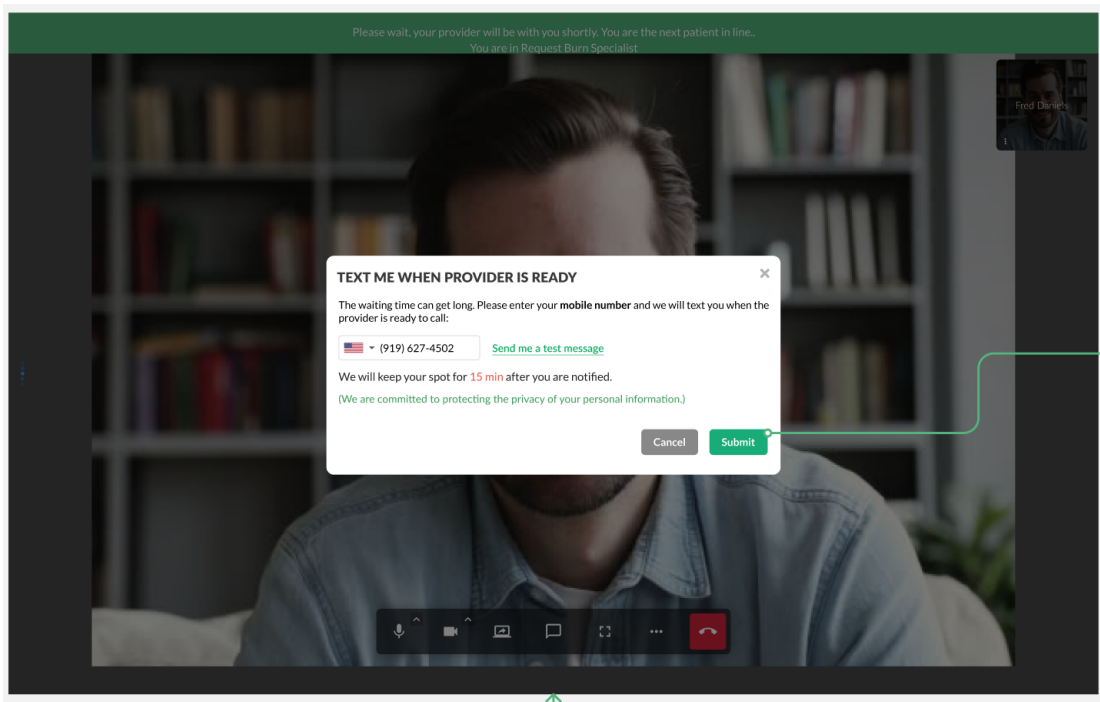 Please wait, your provider will be with you shortly. You are the next patient in line..
You are in Request Burn Specialist
Fred Daniels
TEXT ME WHEN PROVIDER IS READY
The waiting time can get long. Please enter your mobile number and we will text you when the
provider is ready to call:
(919) 627-4502 Send me a test message
We will keep your spot for 15 min after you are notified.
(We are committed to protecting the privacy of your personal information.)
Cancel Submit